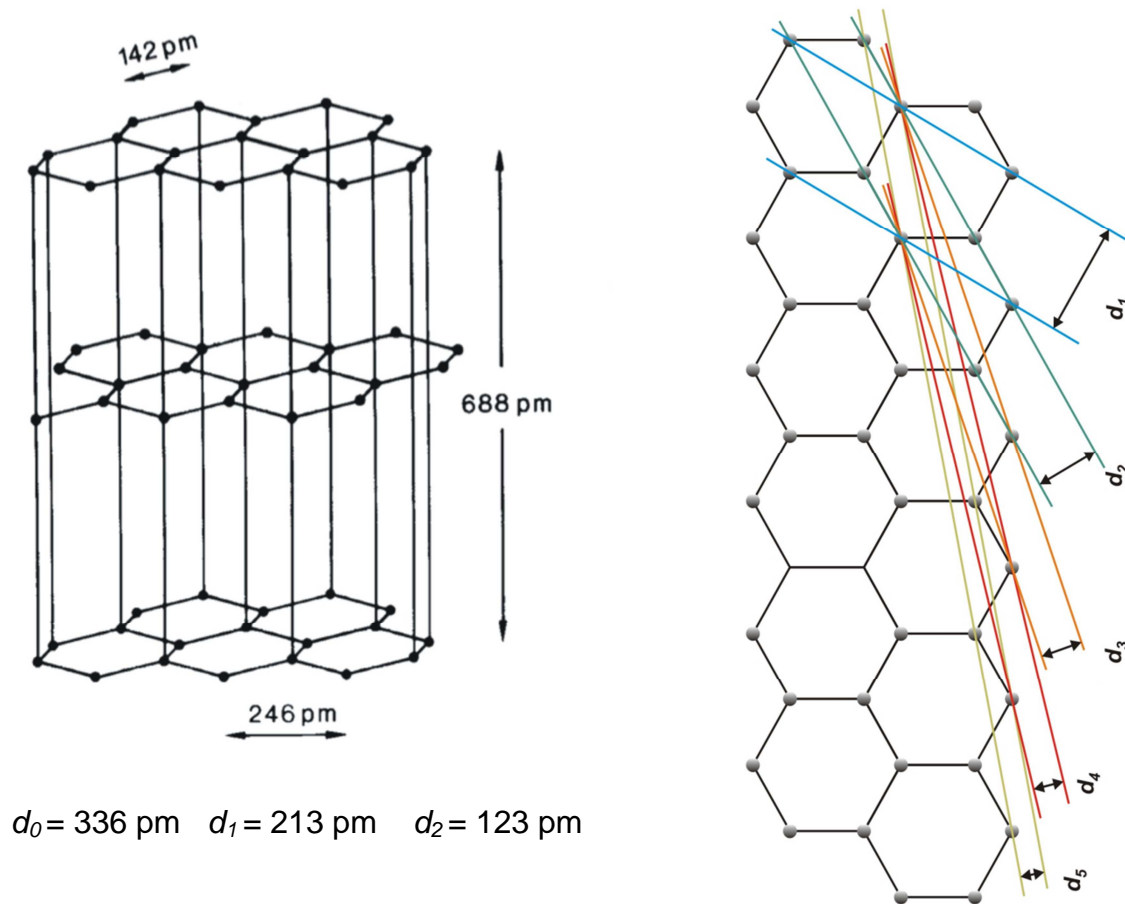 142 pm
688 pm
246 pm
d0 = 336 pm d1 = 213 pm d2 = 123 pm
d1
d2
d3
d4
d5